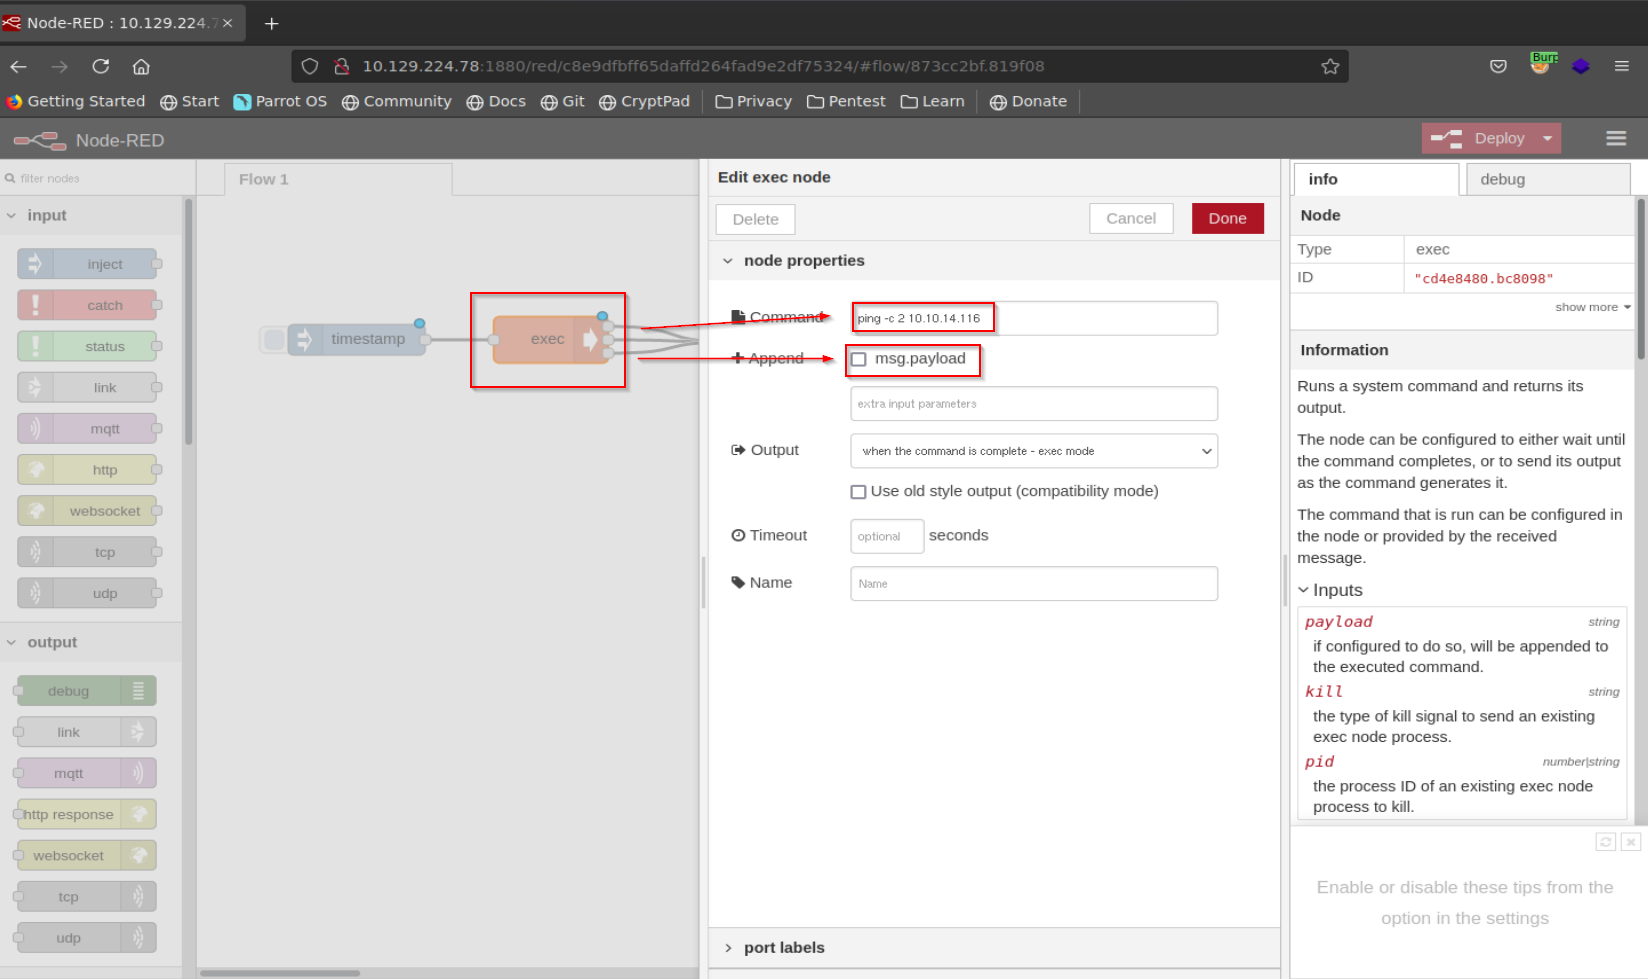 Node-RED : 10.129.224.7
10.129.224.78:1880/red/c8e9dfbff65daffd264fad9e2df75324/#flow/873cc2bf.819f08
Burp
Getting Started Start Parrot OS Community Docs Git CryptPad Privacy Pentest Learn Donate
Node-RED
Deploy
filter nodes
input
inject
catch
status
link
mqtt
http
websocket
tcp
udp
output
debug
link
mqtt
http response
websocket
tcp
udp
Flow 1
timestamp
exec
Edit exec node
Delete Cancel Done
node properties
Command ping -c 2 10.10.14.116
Append msg.payload
extra input parameters
Output when the command is complete - exec mode
Use old style output (compatibility mode)
Timeout optional seconds
Name Name
port labels
info debug
Node
Type exec
ID "cd4e8480.bc8098"
show more
Information
Runs a system command and returns its
output.
The node can be configured to either wait until
the command completes, or to send its output
as the command generates it.
The command that is run can be configured in
the node or provided by the received
message.
Inputs
payload string
if configured to do so, will be appended to
the executed command.
kill string
the type of kill signal to send an existing
exec node process.
pid number|string
the process ID of an existing exec node
process to kill.
Enable or disable these tips from the
option in the settings